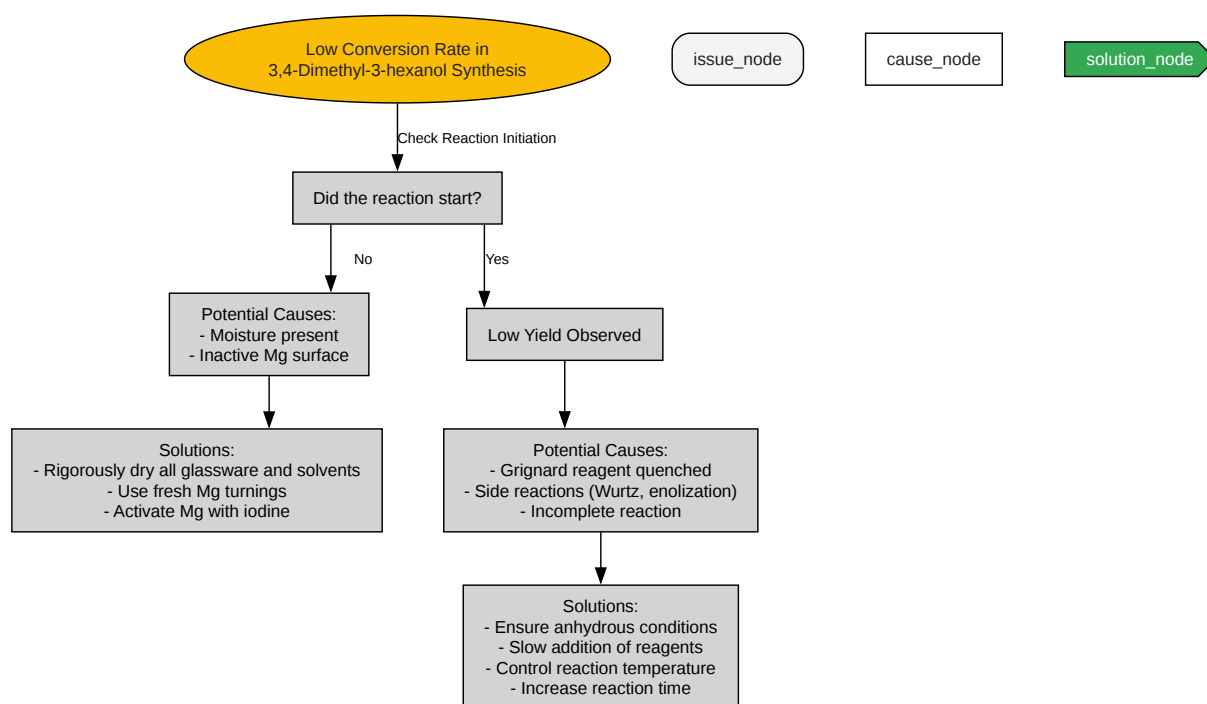 Low Conversion Rate in
3,4-Dimethyl-3-hexanol Synthesis
issue_node
cause_node
solution_node
Check Reaction Initiation
Did the reaction start?
No
Yes
Potential Causes:
- Moisture present
- Inactive Mg surface
Low Yield Observed
Solutions:
- Rigorously dry all glassware and solvents
- Use fresh Mg turnings
- Activate Mg with iodine
Potential Causes:
- Grignard reagent quenched
- Side reactions (Wurtz, enolization)
- Incomplete reaction
Solutions:
- Ensure anhydrous conditions
- Slow addition of reagents
- Control reaction temperature
- Increase reaction time